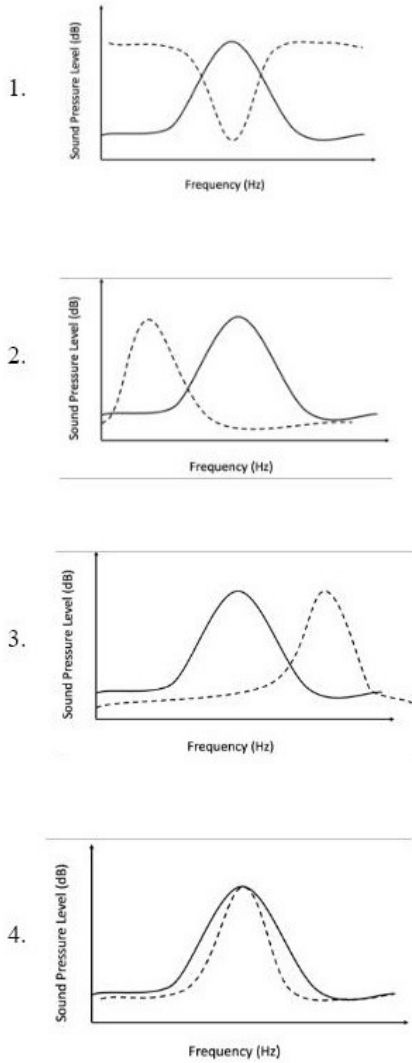 1.
Sound Pressure Level (dB)
Frequency (Hz)
2.
Sound Pressure Level (dB)
Frequency (Hz)
3.
Sound Pressure Level (dB)
Frequency (Hz)
4.
Sound Pressure Level (dB)
Frequency (Hz)